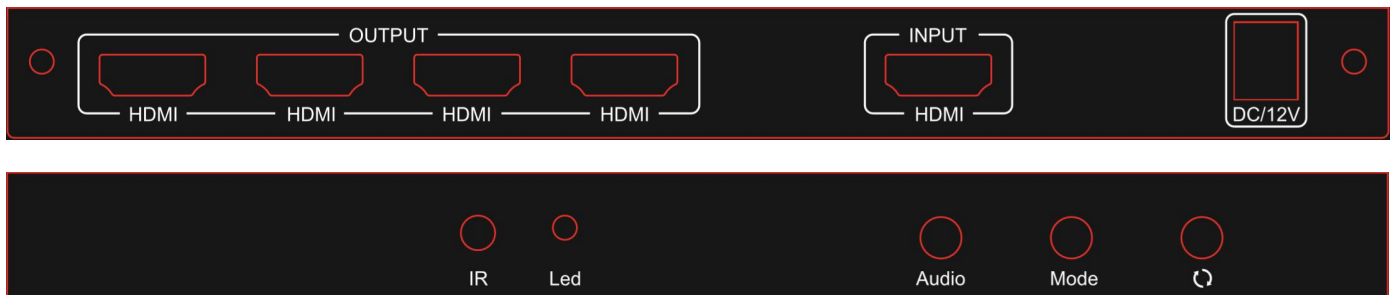 OUTPUT INPUT
HDMI HDMI HDMI HDMI HDMI DC/12V
IR Led Audio Mode